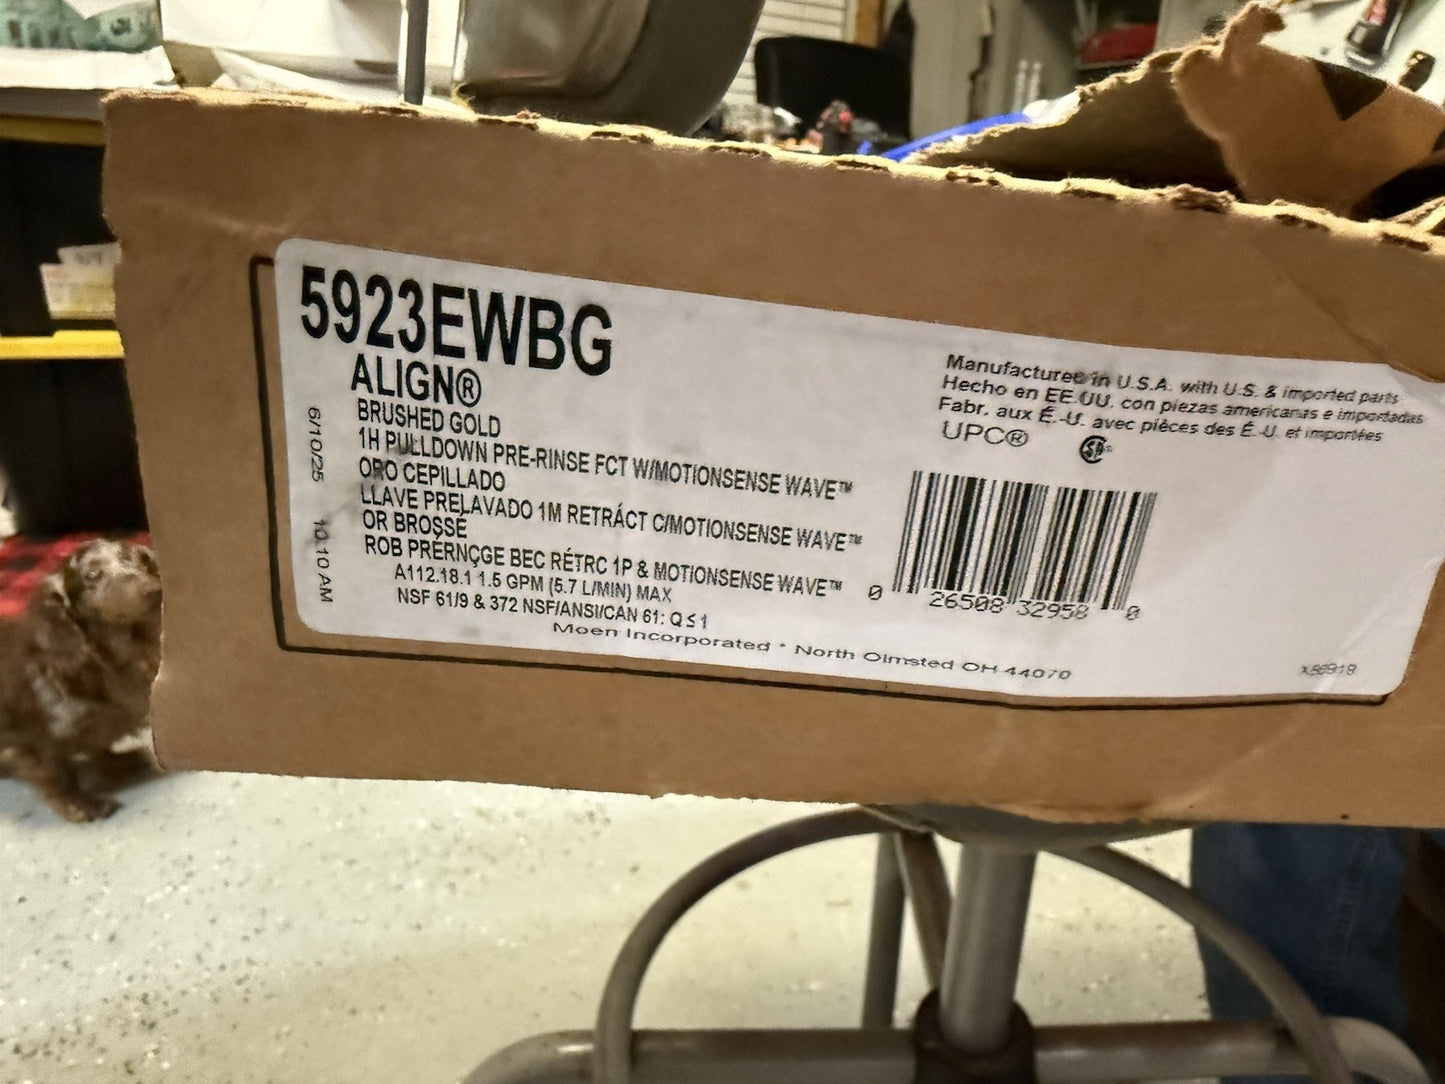 5923EWBG
ALIGN®
BRUSHED GOLD
1H PULLDOWN PRE-RINSE FCT W/MOTIONSENSE WAVE™
ORO CEPILLADO
LLAVE PRELAVADO 1M RETRÁCT C/MOTIONSENSE WAVE™
OR BROSSÉ
ROB PRÉRNÇGE BEC RÉTRC 1P & MOTIONSENSE WAVE™
A112.18.1 1.5 GPM (5.7 L/MIN) MAX
NSF 61/9 & 372 NSF/ANSI/CAN 61: Q ≤ 1
Moen Incorporated * North Olmsted OH 44070
6/10/25 10:10 AM
Manufactured in U.S.A. with U.S. & imported parts
Hecho en EE.UU. con piezas americanas e importadas
Fabr. aux É.-U. avec pièces des É.-U. et importées
UPC®
0 26508 32958 0